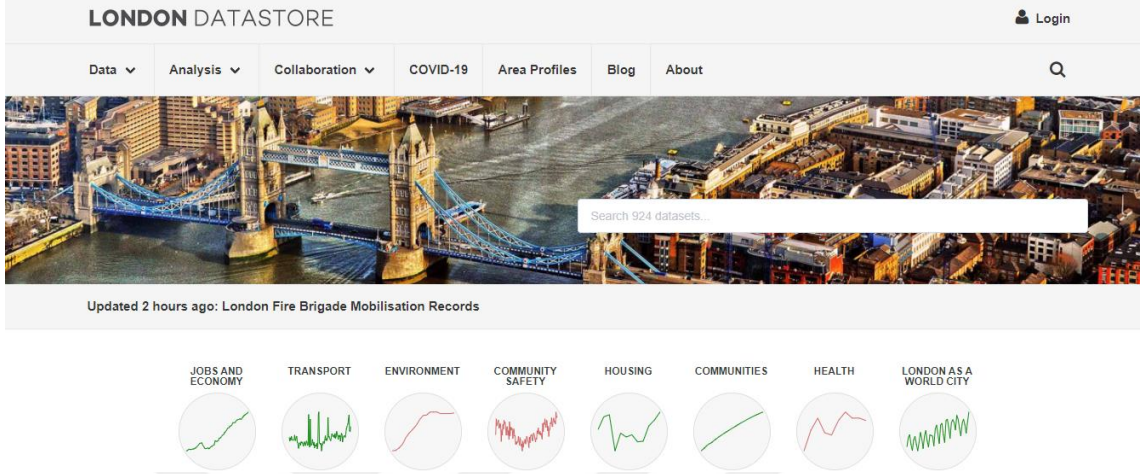 LONDON DATASTORE
Login
Data
Analysis
Collaboration
COVID-19
Area Profiles
Blog
About
Search 924 datasets...
Updated 2 hours ago: London Fire Brigade Mobilisation Records
JOBS AND
ECONOMY
TRANSPORT
ENVIRONMENT
COMMUNITY
SAFETY
HOUSING
COMMUNITIES
HEALTH
LONDON AS A
WORLD CITY